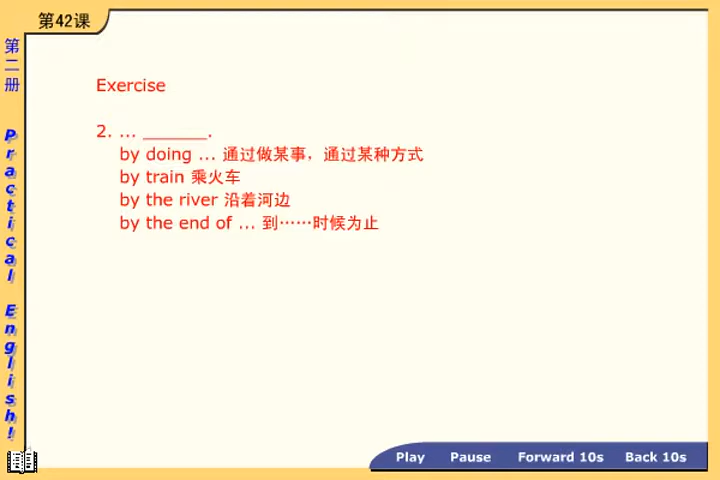 第42课
第二册 Practical English!
Exercise
2. ... _______.
by doing ... 通过做某事，通过某种方式
by train 乘火车
by the river 沿着河边
by the end of ... 到……时候为止
Play Pause Forward 10s Back 10s